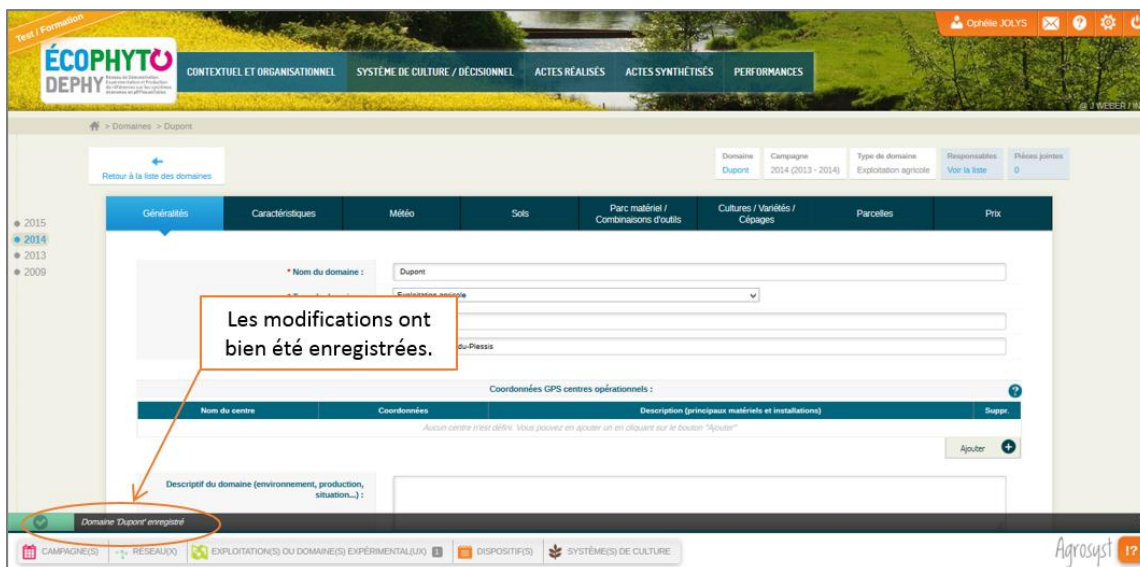 Test / Formation
Ophélie JOLYS
ÉCOPHYTO
DEPHY
CONTEXTUEL ET ORGANISATIONNEL
SYSTÈME DE CULTURE / DÉCISIONNEL
ACTES RÉALISÉS
ACTES SYNTHÉTISÉS
PERFORMANCES
> Domaines > Dupont
Retour à la liste des domaines
Domaine
Dupont
Campagne
2014 (2013 - 2014)
Type de domaine
Exploitation agricole
Responsables
Voir la liste
Pièces jointes
0
2015
2014
2013
2009
Généralités
Caractéristiques
Météo
Sols
Parc matériel /
Combinaisons d'outils
Cultures / Variétés /
Cépages
Parcelles
Prix
* Nom du domaine :
Dupont
Exploitation agricole
Les modifications ont
bien été enregistrées.
du-Plessis
Coordonnées GPS centres opérationnels :
Nom du centre
Coordonnées
Description (principaux matériels et installations)
Suppr.
Aucun centre n'est défini. Vous pouvez en ajouter un en cliquant sur le bouton "Ajouter"
Ajouter
Descriptif du domaine (environnement, production,
situation...) :
Domaine 'Dupont' enregistré
CAMPAGNE(S)
RÉSEAU(X)
EXPLOITATION(S) OU DOMAINE(S) EXPÉRIMENTAL(UX) 1
DISPOSITIF(S)
SYSTÈME(S) DE CULTURE
Agrosyst
!?